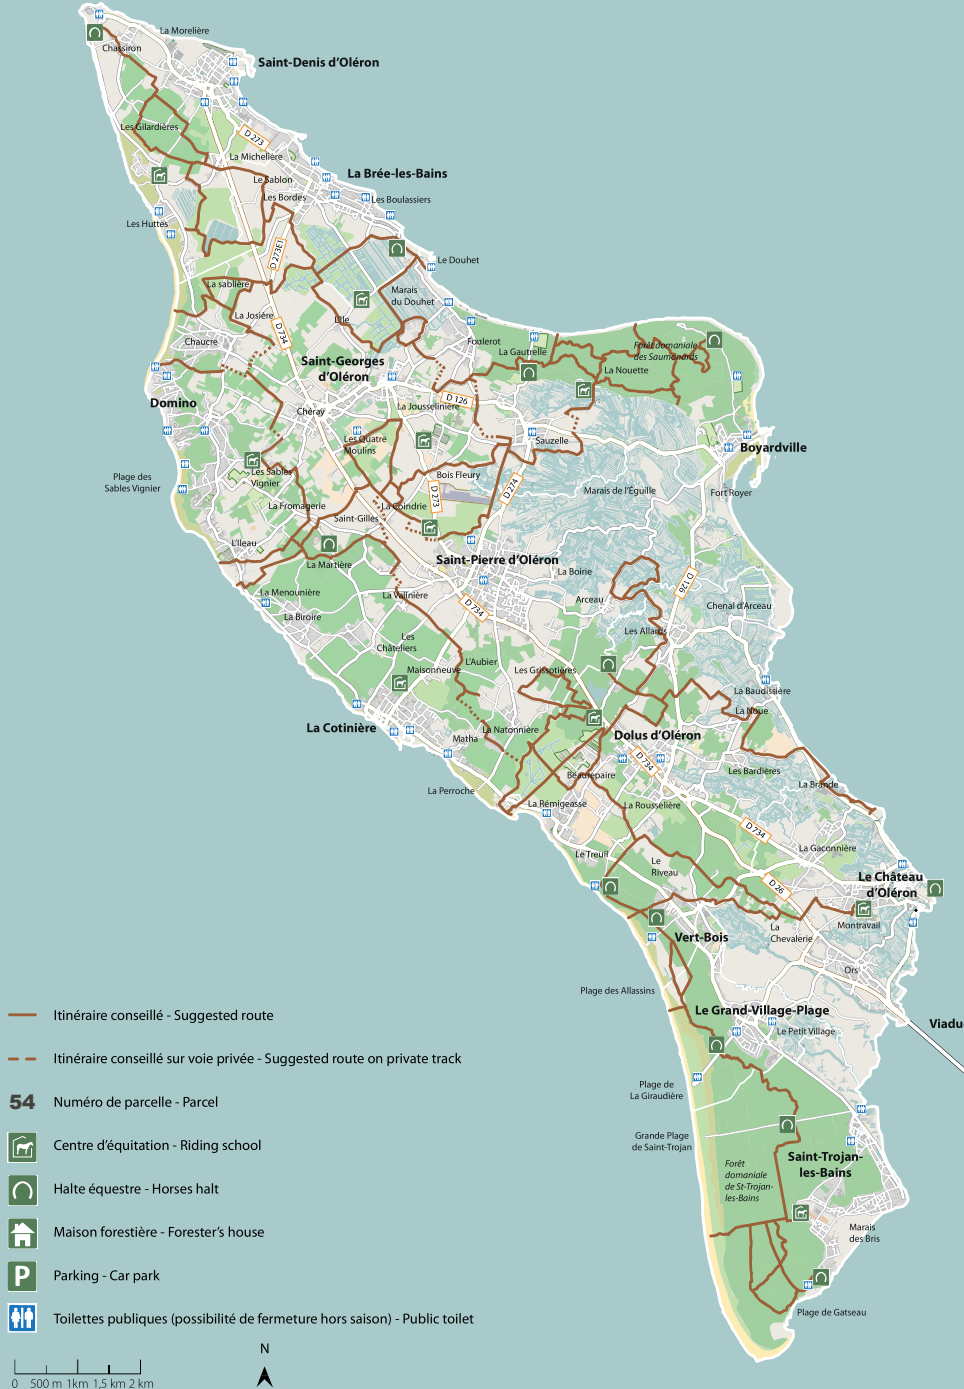 La Morelière
Chassiron
Saint-Denis d'Oléron
Les Gilardières
D 273
La Michelière
La Brée-les-Bains
Le Sablon
Les Bordes
Les Boulassiers
Les Huttes
D 273E1
Le Douhet
La sablière
Marais
du Douhet
L'Ile
La Josière
D 734
Chaucre
Foulerot
La Gautrelle
Forêt domaniale
des Saumonards
Saint-Georges
d'Oléron
La Nouette
Domino
D 126
La Jousselinière
Chéray
Les Quatre
Moulins
Sauzelle
Boyardville
Plage des
Sables Vignier
Les Sables
Vignier
Bois Fleury
D 274
Marais de l'Éguille
Fort Royer
D 273
La Fromagerie
La Coindrie
Saint-Gilles
L'Ileau
La Martière
Saint-Pierre d'Oléron
La Boirie
D 126
La Menounière
La Vallinière
Arceau
Chenal d'Arceau
D 734
La Biroire
Les Allards
Les
Châteliers
L'Aubier
Maisonneuve
Les Grissotières
La Baudissière
La Noue
La Cotinière
La Natonnière
Matha
Dolus d'Oléron
D 734
Beaurepaire
Les Bardières
La Perroche
La Brande
La Rémigeasse
La Rousselière
D 734
Le Treuil
La Gaconnière
Le
Riveau
D 26
Le Château
d'Oléron
Montravail
Vert-Bois
La
Chevalerie
Ors
Plage des Allassins
Le Grand-Village-Plage
Viadu
Le Petit Village
Plage de
La Giraudière
Grande Plage
de Saint-Trojan
Saint-Trojan-
les-Bains
Forêt
domaniale
de St-Trojan-
les-Bains
Marais
des Bris
Plage de Gatseau
Itinéraire conseillé - Suggested route
Itinéraire conseillé sur voie privée - Suggested route on private track
54 Numéro de parcelle - Parcel
Centre d'équitation - Riding school
Halte équestre - Horses halt
Maison forestière - Forester's house
P Parking - Car park
Toilettes publiques (possibilité de fermeture hors saison) - Public toilet
N
0 500 m 1km 1,5 km 2 km